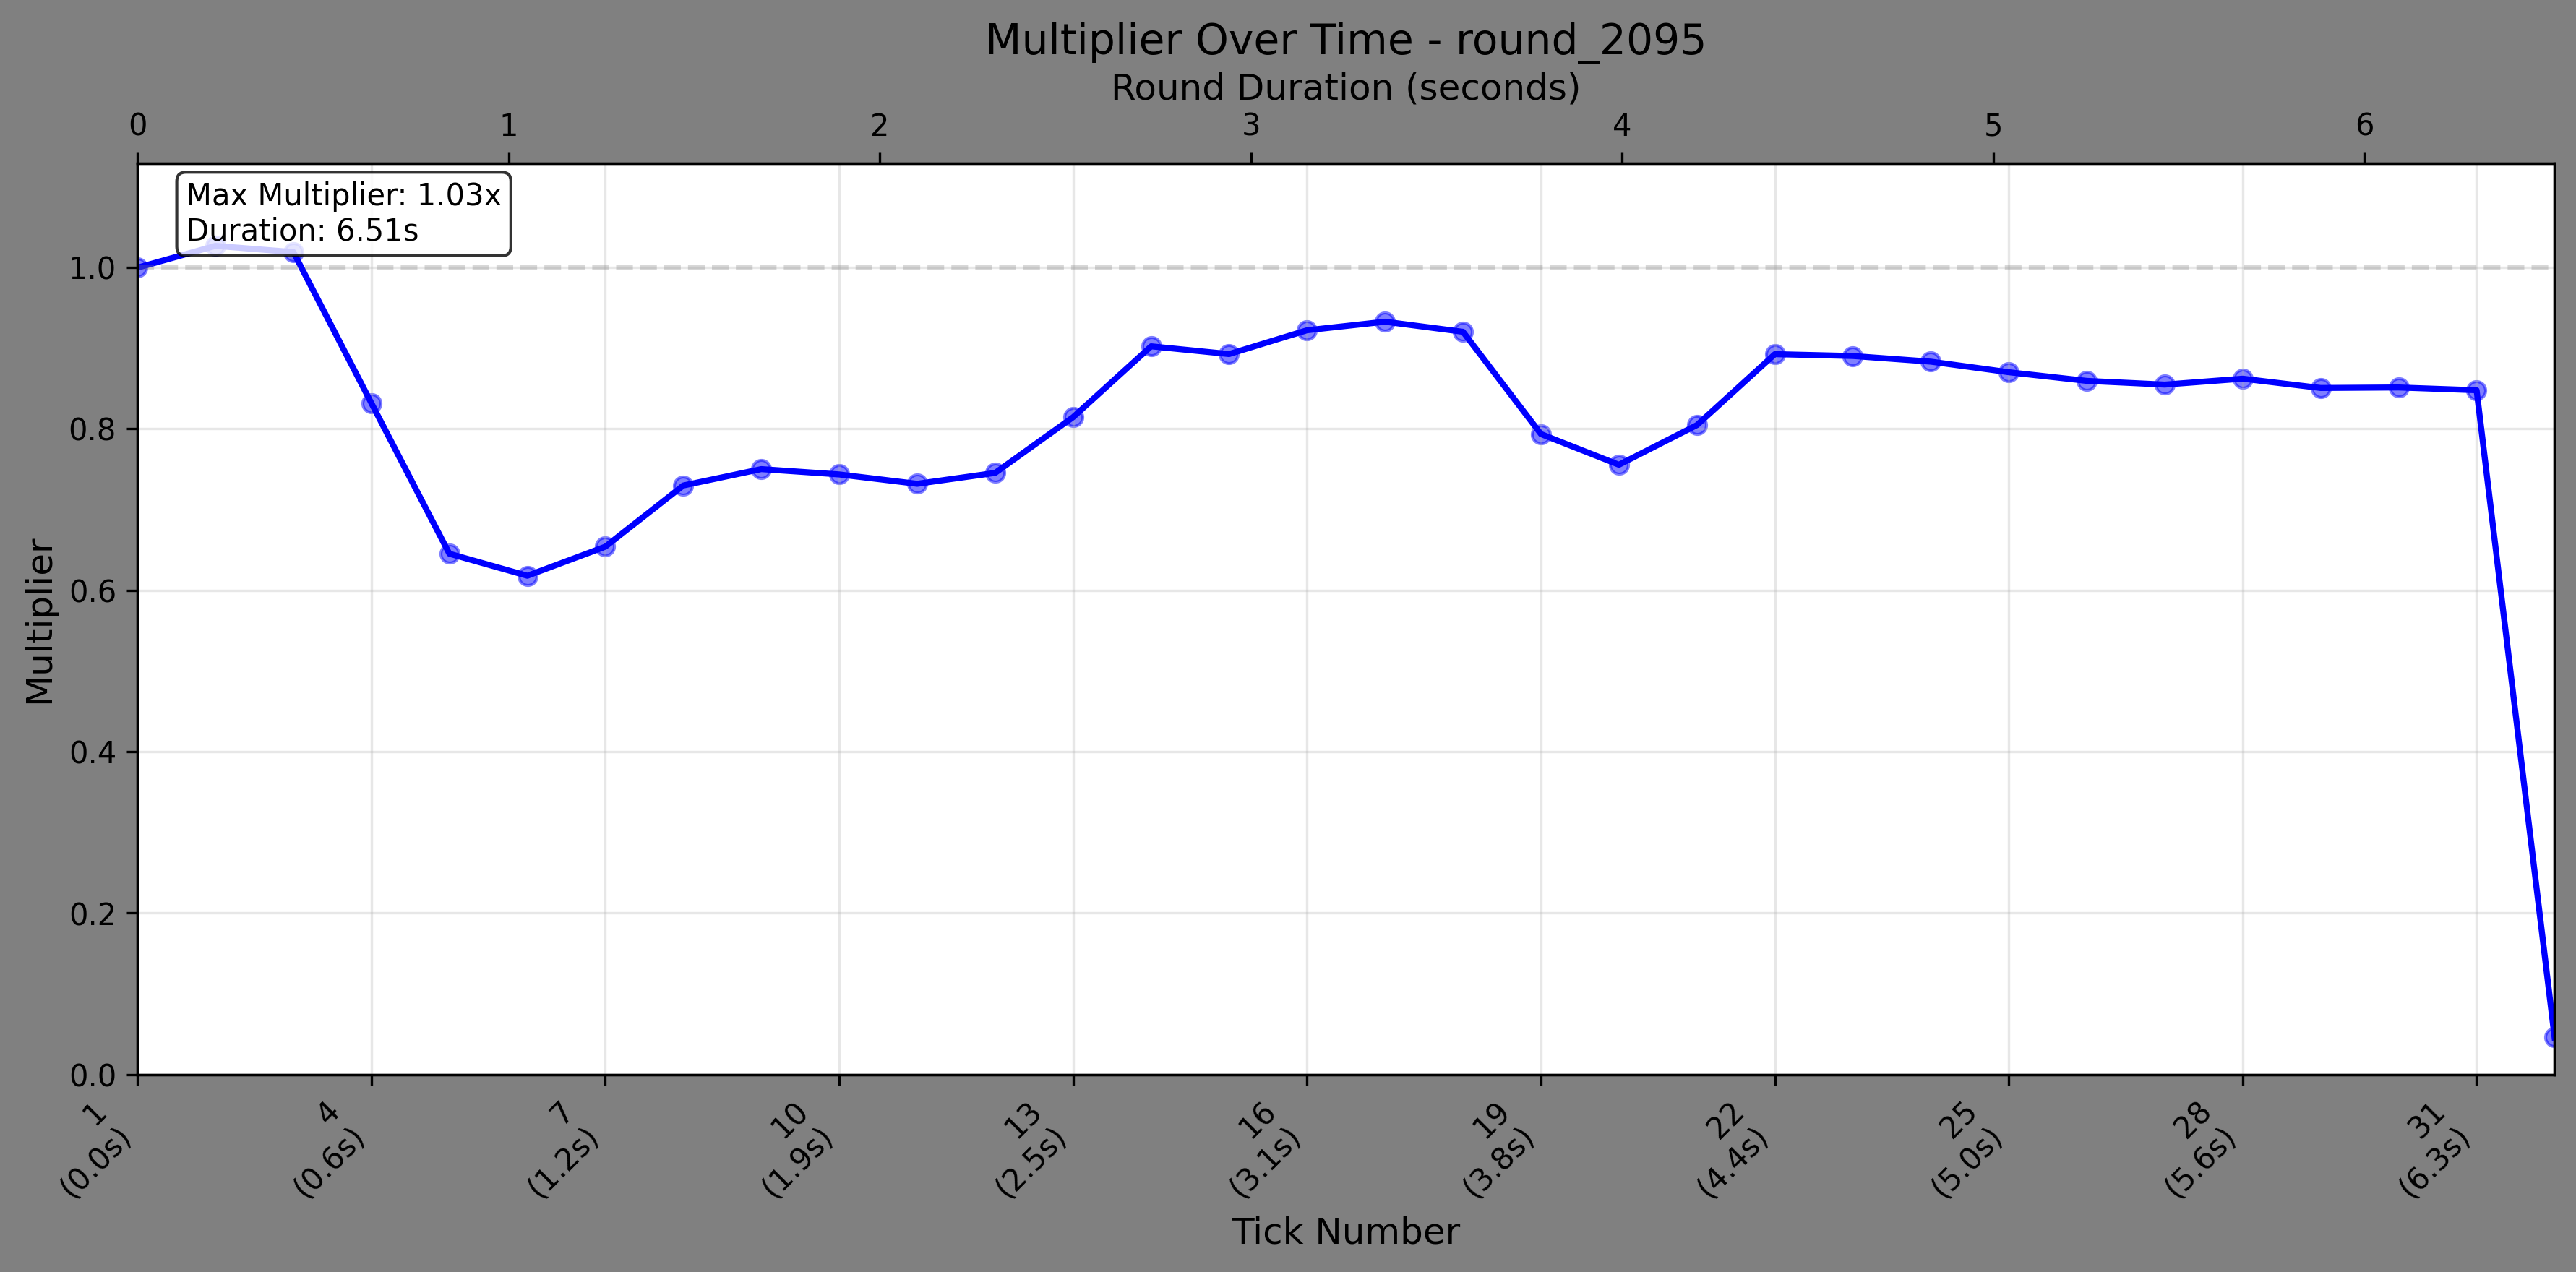 Multiplier Over Time - round_2095
Round Duration (seconds)
0 1 2 3 4 5 6
Max Multiplier: 1.03x
Duration: 6.51s
Multiplier
1.0
0.8
0.6
0.4
0.2
0.0
1
(0.0s)
4
(0.6s)
7
(1.2s)
10
(1.9s)
13
(2.5s)
16
(3.1s)
19
(3.8s)
22
(4.4s)
25
(5.0s)
28
(5.6s)
31
(6.3s)
Tick Number